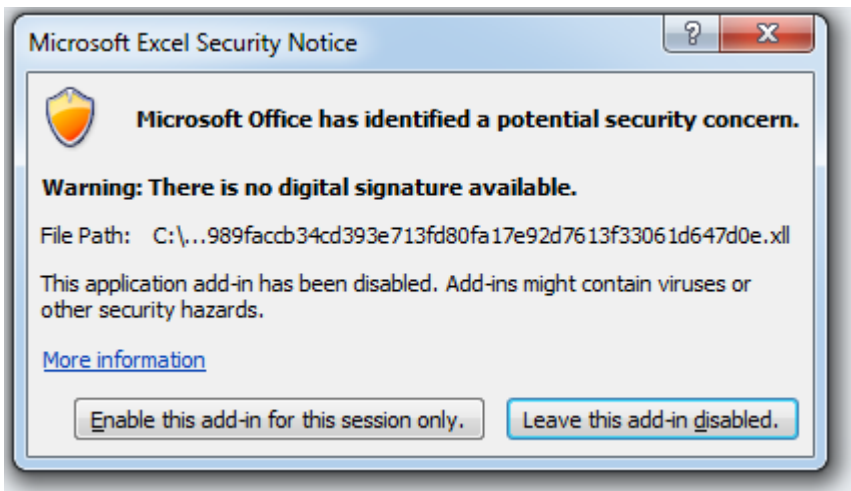 Microsoft Excel Security Notice
Microsoft Office has identified a potential security concern.
Warning: There is no digital signature available.
File Path: C:\...989faccb34cd393e713fd80fa17e92d7613f33061d647d0e.xll
This application add-in has been disabled. Add-ins might contain viruses or
other security hazards.
More information
Enable this add-in for this session only. Leave this add-in disabled.